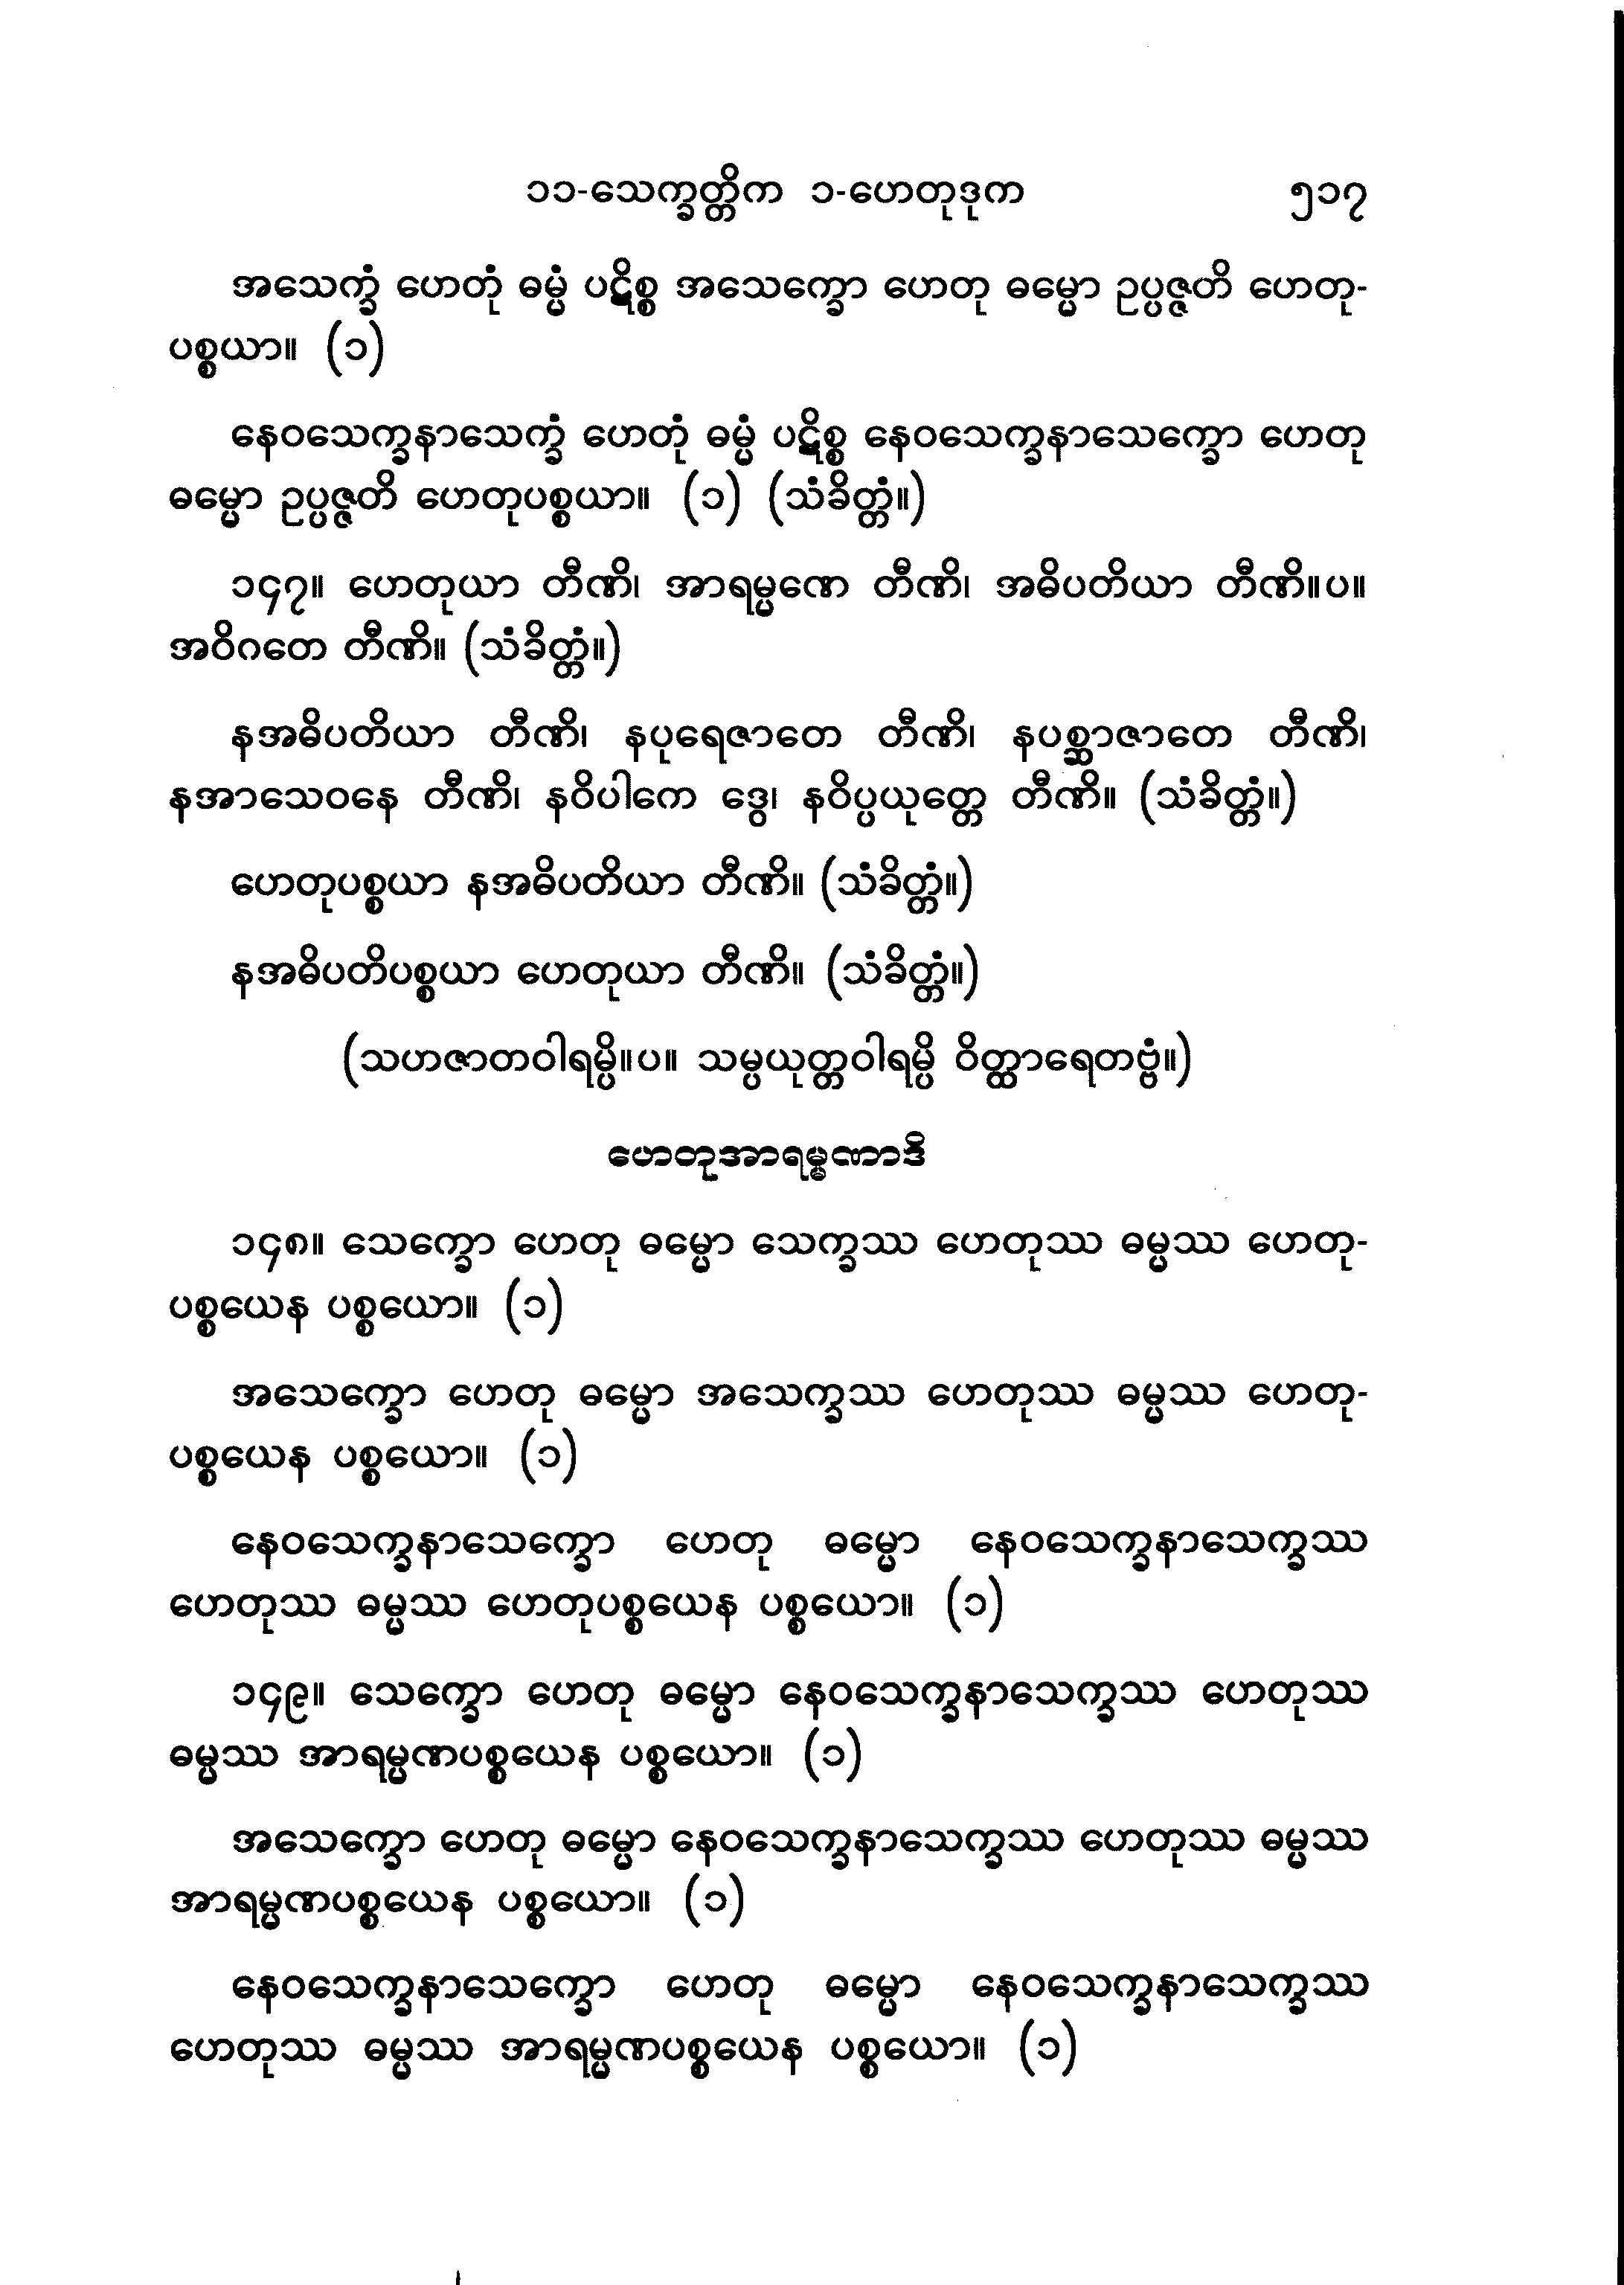 ၁၁-သေက္ခတ္တိက ၁-ဟေတုဒုက ၅၁၇
အသေက္ခံ ဟေတုံ ဓမ္မံ ပဋိစ္စ အသေက္ခော ဟေတု ဓမ္မော ဥပ္ပဇ္ဇတိ ဟေတု-
ပစ္စယာ။ (၁)
နေဝသေက္ခနာသေက္ခံ ဟေတုံ ဓမ္မံ ပဋိစ္စ နေဝသေက္ခနာသေက္ခော ဟေတု
ဓမ္မော ဥပ္ပဇ္ဇတိ ဟေတုပစ္စယာ။ (၁) (သံခိတ္တံ။)
၁၄၇။ ဟေတုယာ တီဏိ၊ အာရမ္မဏေ တီဏိ၊ အဓိပတိယာ တီဏိ။ပ။
အဝိဂတေ တီဏိ။ (သံခိတ္တံ။)
နအဓိပတိယာ တီဏိ၊ နပုရေဇာတေ တီဏိ၊ နပစ္ဆာဇာတေ တီဏိ၊
နအာသေဝနေ တီဏိ၊ နဝိပါကေ ဒွေ၊ နဝိပ္ပယုတ္တေ တီဏိ။ (သံခိတ္တံ။)
ဟေတုပစ္စယာ နအဓိပတိယာ တီဏိ။ (သံခိတ္တံ။)
နအဓိပတိပစ္စယာ ဟေတုယာ တီဏိ။ (သံခိတ္တံ။)
(သဟဇာတဝါရမ္ပိ။ပ။ သမ္ပယုတ္တဝါရမ္ပိ ဝိတ္ထာရေတဗ္ဗံ။)
ဟေတုအာရမ္မဏာဒိ
၁၄၈။ သေက္ခော ဟေတု ဓမ္မော သေက္ခဿ ဟေတုဿ ဓမ္မဿ ဟေတု-
ပစ္စယေန ပစ္စယော။ (၁)
အသေက္ခော ဟေတု ဓမ္မော အသေက္ခဿ ဟေတုဿ ဓမ္မဿ ဟေတု-
ပစ္စယေန ပစ္စယော။ (၁)
နေဝသေက္ခနာသေက္ခော ဟေတု ဓမ္မော နေဝသေက္ခနာသေက္ခဿ
ဟေတုဿ ဓမ္မဿ ဟေတုပစ္စယေန ပစ္စယော။ (၁)
၁၄၉။ သေက္ခော ဟေတု ဓမ္မော နေဝသေက္ခနာသေက္ခဿ ဟေတုဿ
ဓမ္မဿ အာရမ္မဏပစ္စယေန ပစ္စယော။ (၁)
အသေက္ခော ဟေတု ဓမ္မော နေဝသေက္ခနာသေက္ခဿ ဟေတုဿ ဓမ္မဿ
အာရမ္မဏပစ္စယေန ပစ္စယော။ (၁)
နေဝသေက္ခနာသေက္ခော ဟေတု ဓမ္မော နေဝသေက္ခနာသေက္ခဿ
ဟေတုဿ ဓမ္မဿ အာရမ္မဏပစ္စယေန ပစ္စယော။ (၁)